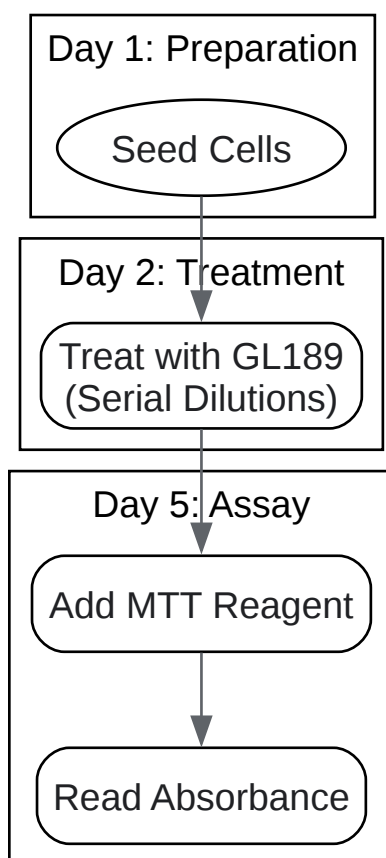 Day 1: Preparation
Seed Cells
Day 2: Treatment
Treat with GL189
(Serial Dilutions)
Day 5: Assay
Add MTT Reagent
Read Absorbance